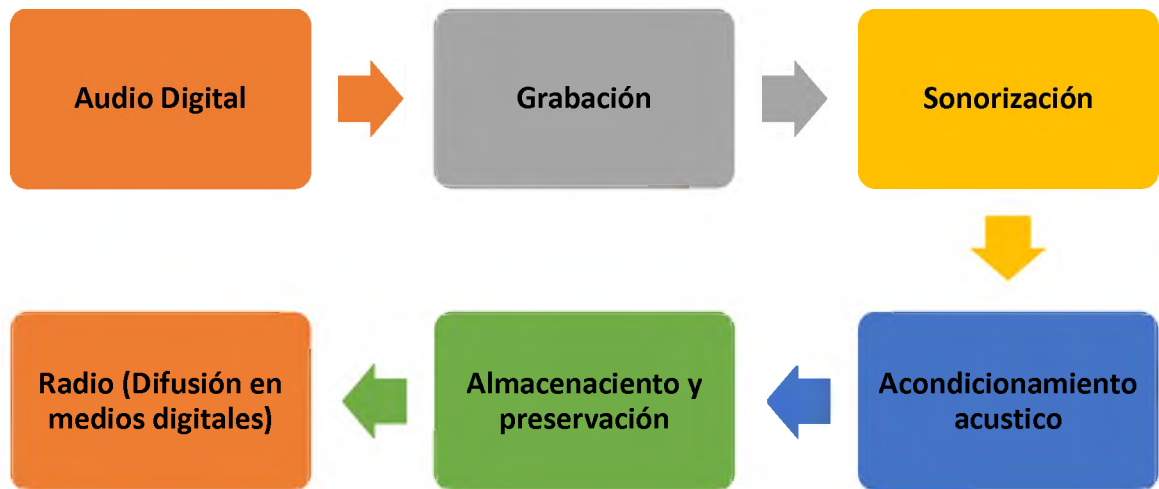 Audio Digital
Grabación
Sonorización
Acondicionamiento
acustico
Almacenaciento y
preservación
Radio (Difusión en
medios digitales)